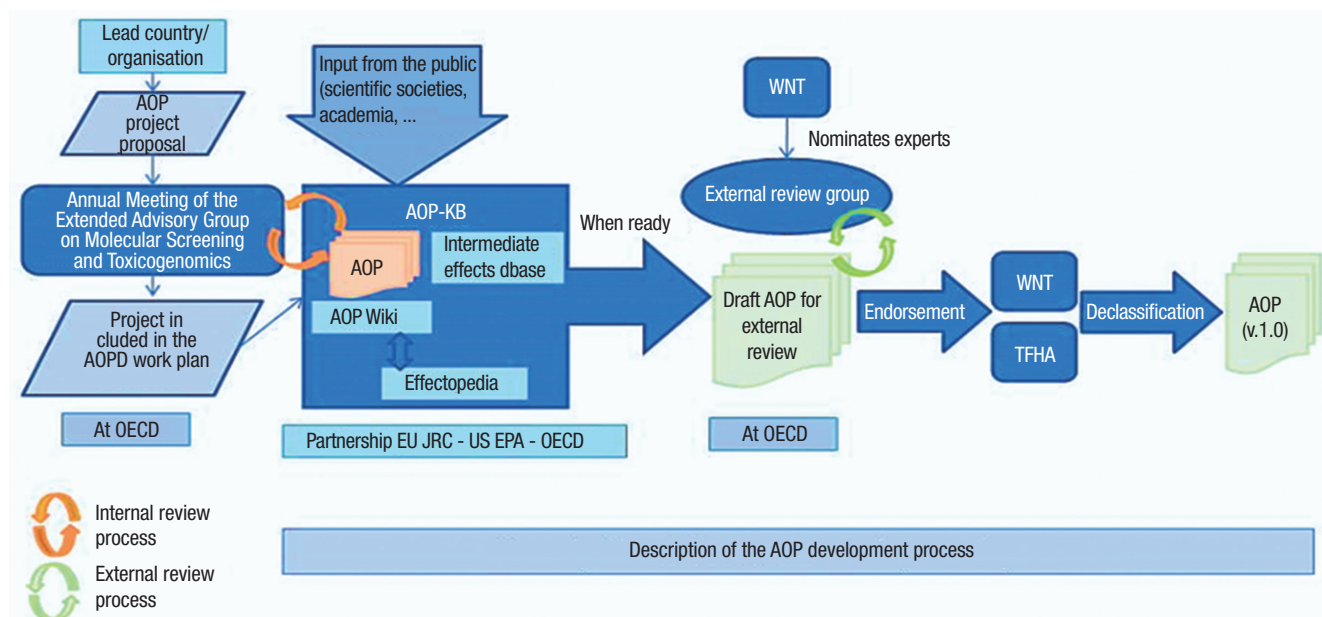 Lead country/
organisation
AOP
project
proposal
Annual Meeting of the
Extended Advisory Group
on Molecular Screening
and Toxicogenomics
Project in
cluded in the
AOPD work plan
At OECD
Input from the public
(scientific societies,
academia, ...
AOP-KB
AOP
Intermediate
effects dbase
AOP Wiki
Effectopedia
Partnership EU JRC - US EPA - OECD
When ready
WNT
Nominates experts
External review group
Draft AOP for
external
review
At OECD
Endorsement
WNT
TFHA
Declassification
AOP
(v.1.0)
Internal review
process
External review
process
Description of the AOP development process